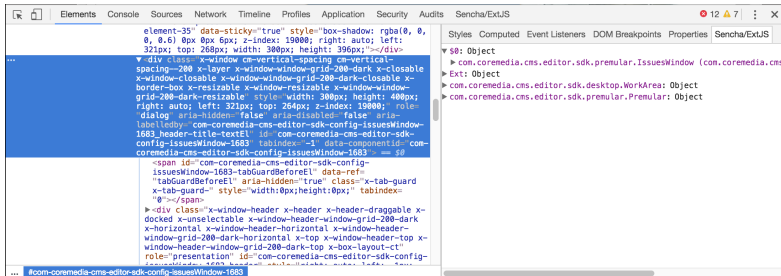 Elements Console Sources Network Timeline Profiles Application Security Audits Sencha/ExtJS 12 7
element-35" data-sticky="true" style="box-shadow: rgba(0, 0,
0, 0.6) 0px 0px 6px; z-index: 19000; right: auto; left:
321px; top: 268px; width: 300px; height: 396px;"></div>
... ▼<div class="x-window cm-vertical-spacing cm-vertical-
spacing--200 x-layer x-window-window-grid-200-dark x-closable
x-window-closable x-window-window-grid-200-dark-closable x-
border-box x-resizable x-window-resizable x-window-window-
grid-200-dark-resizable" style="width: 300px; height: 400px;
right: auto; left: 321px; top: 264px; z-index: 19000;" role=
"dialog" aria-hidden="false" aria-disabled="false" aria-
labelledby="com-coremedia-cms-editor-sdk-config-issuesWindow-
1683_header-title-textEl" id="com-coremedia-cms-editor-sdk-
config-issuesWindow-1683" tabindex="-1" data-componentid="com-
coremedia-cms-editor-sdk-config-issuesWindow-1683"> == $0
<span id="com-coremedia-cms-editor-sdk-config-
issuesWindow-1683-tabGuardBeforeEl" data-ref=
"tabGuardBeforeEl" aria-hidden="true" class="x-tab-guard
x-tab-guard-" style="width:0px;height:0px;" tabindex=
"0"></span>
▶<div class="x-window-header x-header x-header-draggable x-
docked x-unselectable x-window-header-window-grid-200-dark
x-horizontal x-window-header-horizontal x-window-header-
window-grid-200-dark-horizontal x-top x-window-header-top x-
window-header-window-grid-200-dark-top x-box-layout-ct"
role="presentation" id="com-coremedia-cms-editor-sdk-config-
... #com-coremedia-cms-editor-sdk-config-issuesWindow-1683
Styles Computed Event Listeners DOM Breakpoints Properties Sencha/ExtJS
▼ $0: Object
▶ com.coremedia.cms.editor.sdk.premular.IssuesWindow (com.coremedia.cms
▶ Ext: Object
▶ com.coremedia.cms.editor.sdk.desktop.WorkArea: Object
▶ com.coremedia.cms.editor.sdk.premular.Premular: Object